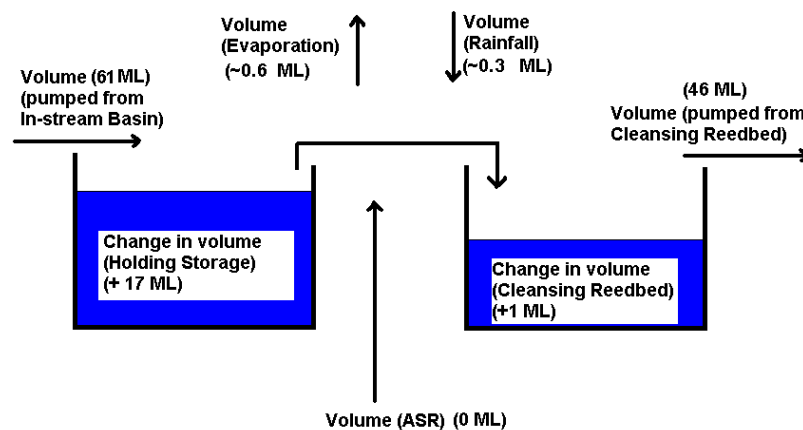 Volume
(Evaporation)
(~0.6 ML)
Volume
(Rainfall)
(~0.3 ML)
Volume (61 ML)
(pumped from
In-stream Basin)
(46 ML)
Volume (pumped from
Cleansing Reedbed)
Change in volume
(Holding Storage)
(+ 17 ML)
Change in volume
(Cleansing Reedbed)
(+1 ML)
Volume (ASR) (0 ML)